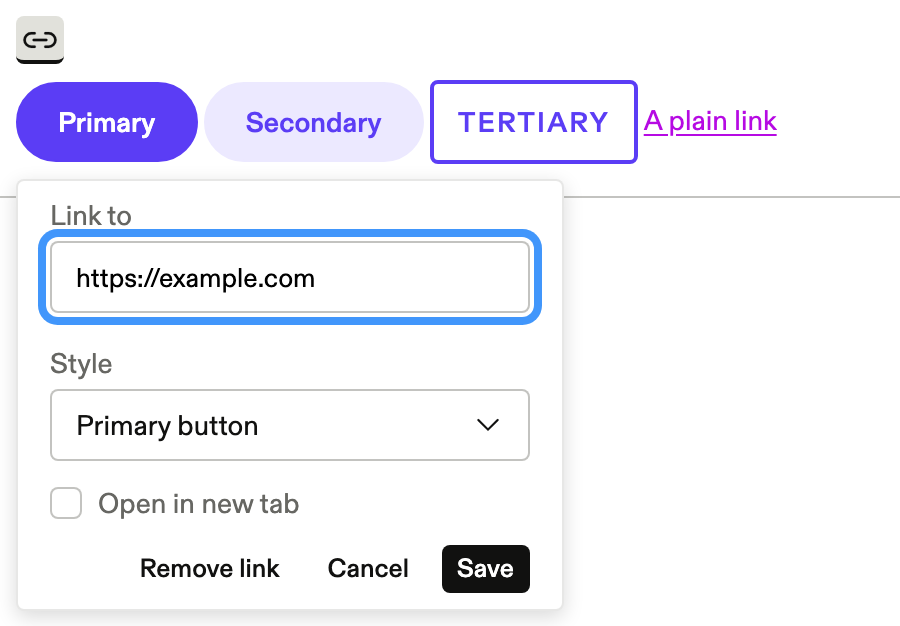 Primary Secondary TERTIARY A plain link
Link to
https://example.com
Style
Primary button
Open in new tab
Remove link Cancel Save